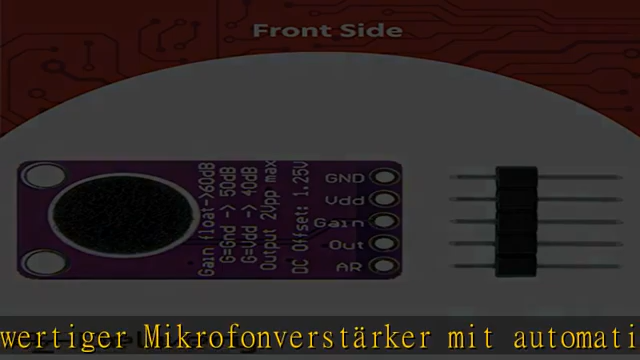 Front Side
Gain float->60dB
G=Gnd -> 50dB
G=Vdd -> 40dB
Output 2Vpp max
DC Offset: 1.25V
GND
Vdd
Gain
Out
AR
wertiger Mikrofonverstärker mit automati